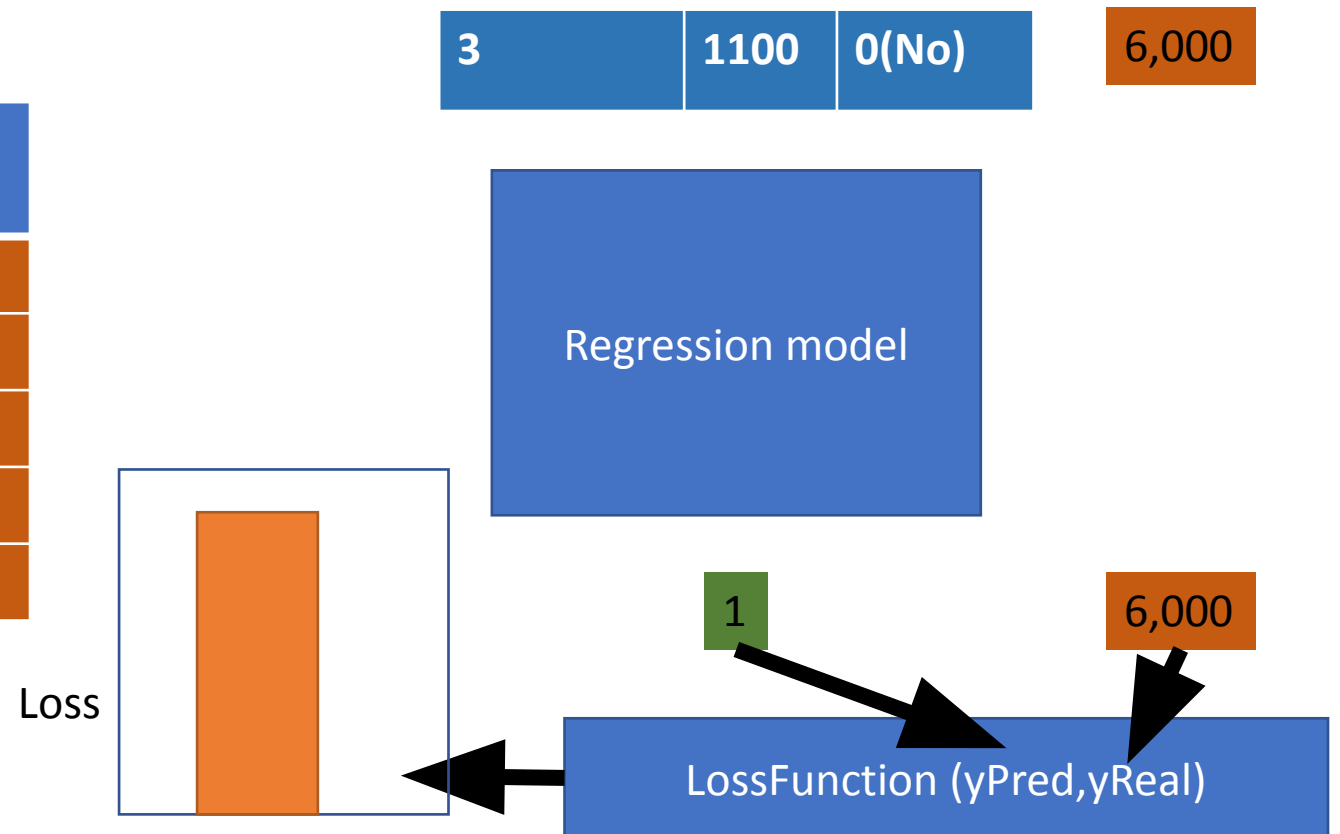 3 1100 0(No) 6,000
Regression model
1 6,000
Loss
LossFunction (yPred,yReal)